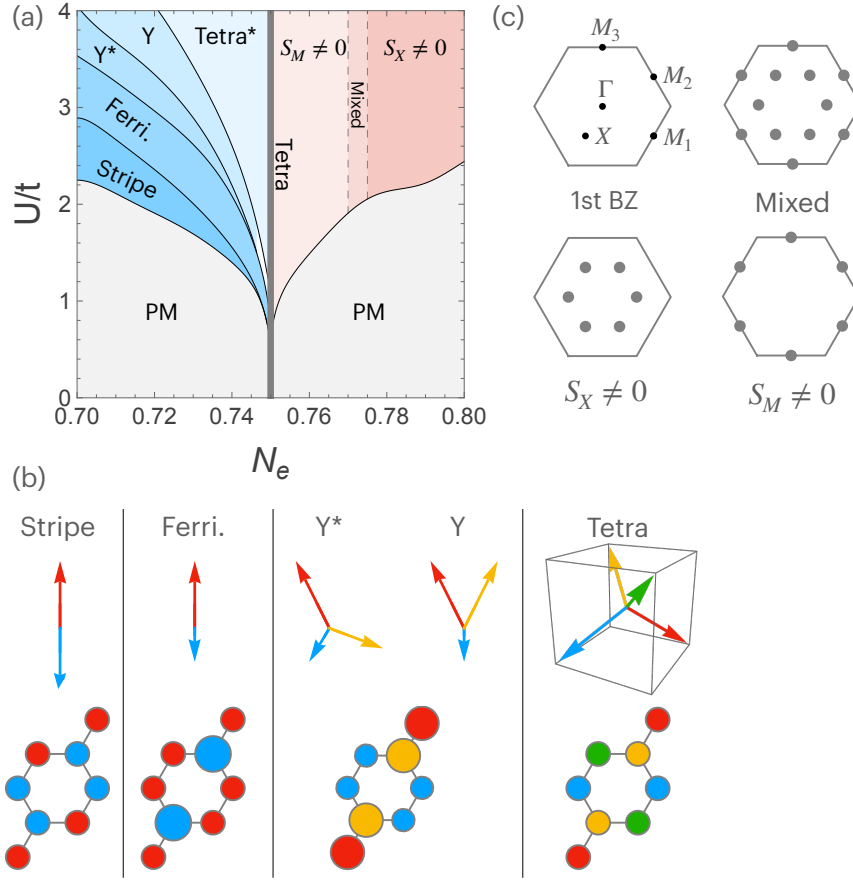 (a)
U/t
4
3
2
1
0
Y*
Y
Tetra*
Ferri.
Stripe
PM
Tetra
S_M ≠ 0
Mixed
S_X ≠ 0
PM
0.70
0.72
0.74
0.76
0.78
0.80
N_e
(c)
M_3
M_2
Γ
X
M_1
1st BZ
Mixed
S_X ≠ 0
S_M ≠ 0
(b)
Stripe
Ferri.
Y*
Y
Tetra